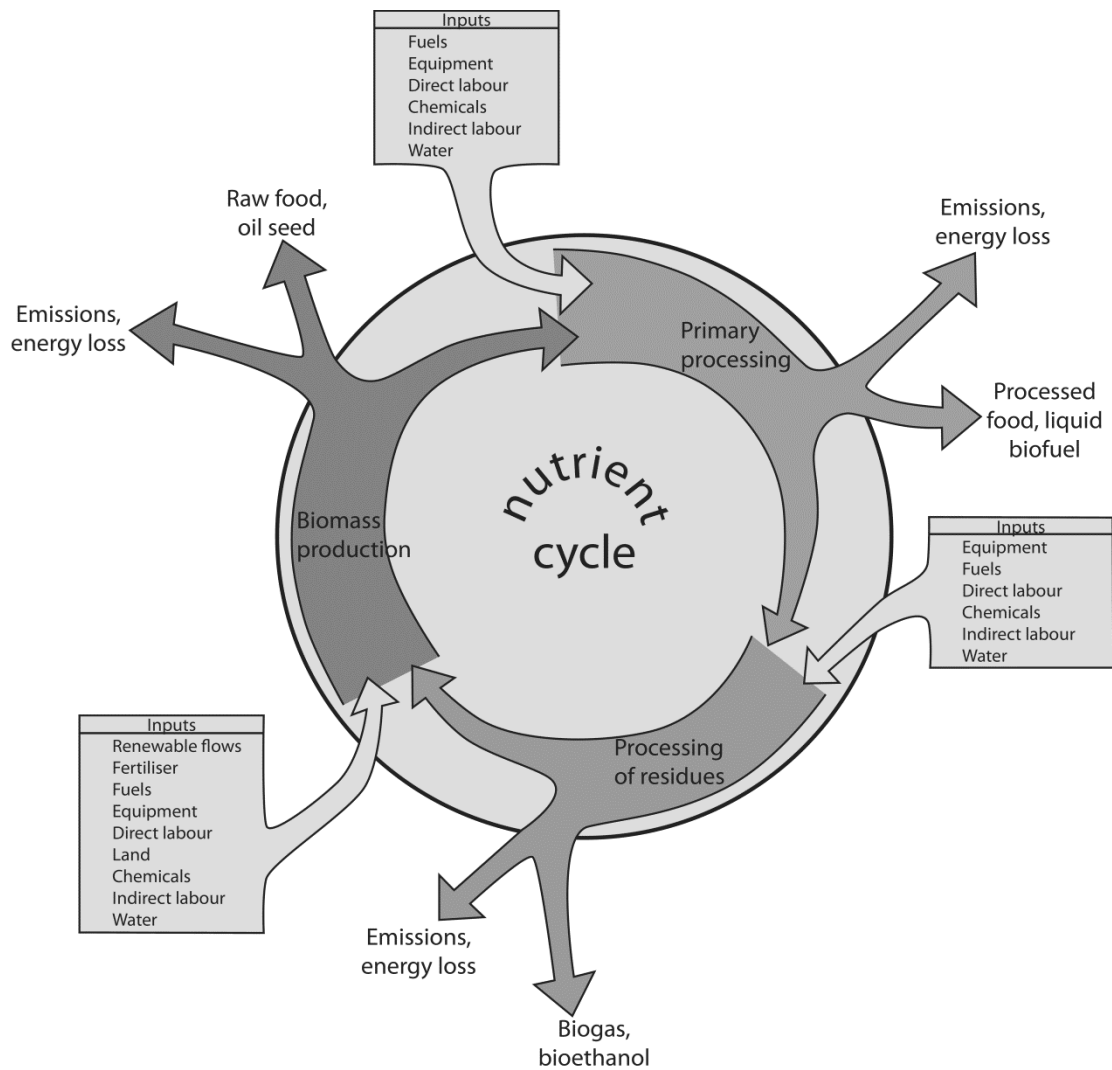 Inputs
Fuels
Equipment
Direct labour
Chemicals
Indirect labour
Water
Raw food,
oil seed
Emissions,
energy loss
Emissions,
energy loss
Primary
processing
Processed
food, liquid
biofuel
nutrient
cycle
Biomass
production
Inputs
Equipment
Fuels
Direct labour
Chemicals
Indirect labour
Water
Processing
of residues
Inputs
Renewable flows
Fertiliser
Fuels
Equipment
Direct labour
Land
Chemicals
Indirect labour
Water
Emissions,
energy loss
Biogas,
bioethanol